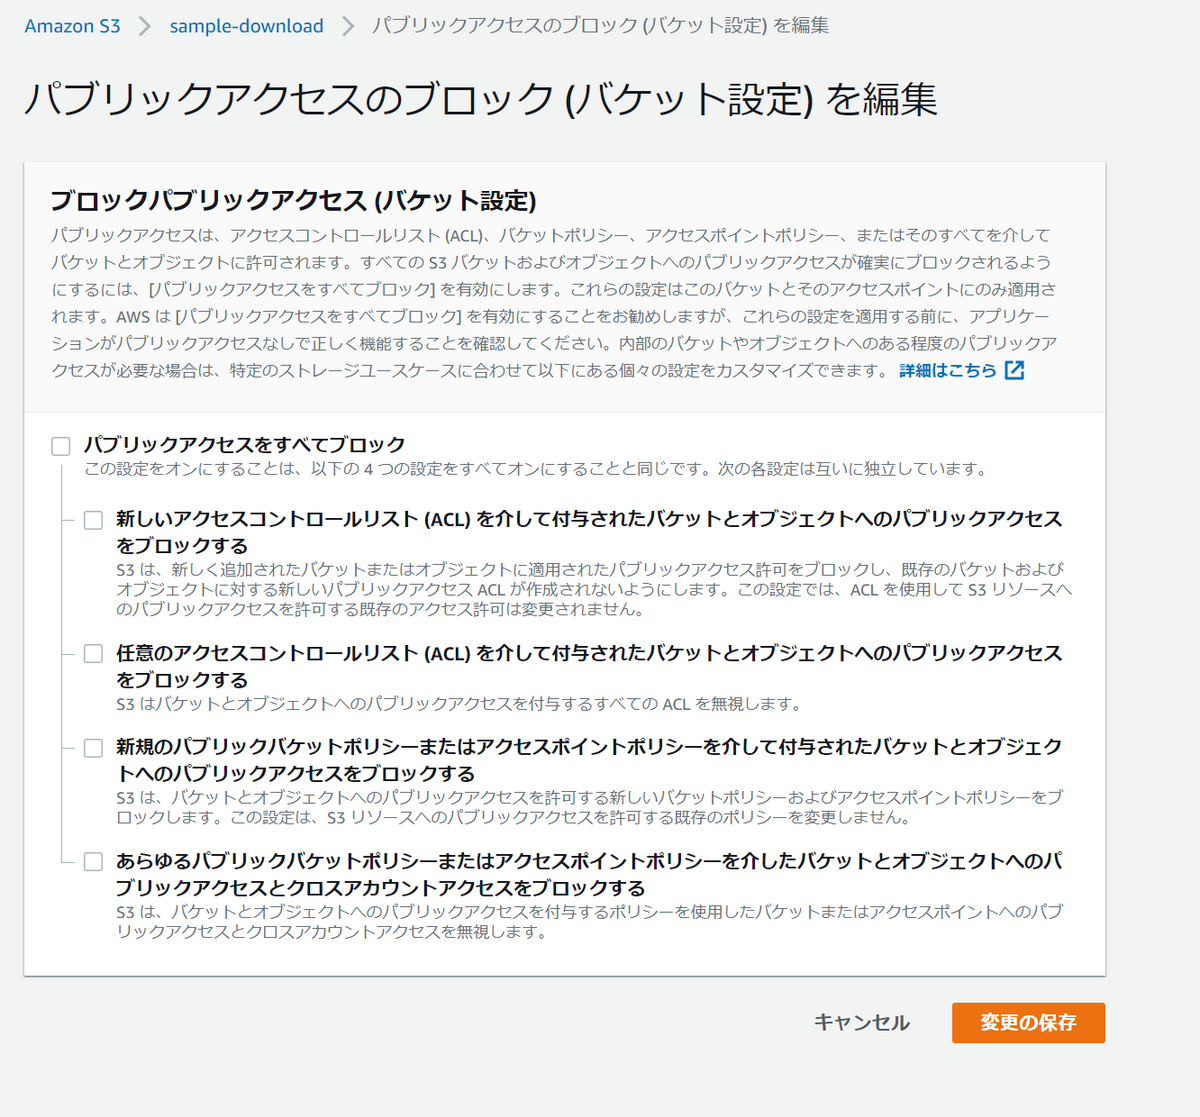 Amazon S3 > sample-download > パブリックアクセスのブロック (バケット設定) を編集
パブリックアクセスのブロック (バケット設定) を編集
ブロックパブリックアクセス (バケット設定)
パブリックアクセスは、アクセスコントロールリスト (ACL)、バケットポリシー、アクセスポイントポリシー、またはそのすべてを介して
バケットとオブジェクトに許可されます。すべての S3 バケットおよびオブジェクトへのパブリックアクセスが確実にブロックされるよう
にするには、[パブリックアクセスをすべてブロック] を有効にします。これらの設定はこのバケットとそのアクセスポイントにのみ適用さ
れます。AWS は [パブリックアクセスをすべてブロック] を有効にすることをお勧めしますが、これらの設定を適用する前に、アプリケー
ションがパブリックアクセスなしで正しく機能することを確認してください。内部のバケットやオブジェクトへのある程度のパブリックア
クセスが必要な場合は、特定のストレージユースケースに合わせて以下にある個々の設定をカスタマイズできます。 詳細はこちら
パブリックアクセスをすべてブロック
この設定をオンにすることは、以下の 4 つの設定をすべてオンにすることと同じです。次の各設定は互いに独立しています。
新しいアクセスコントロールリスト (ACL) を介して付与されたバケットとオブジェクトへのパブリックアクセス
をブロックする
S3 は、新しく追加されたバケットまたはオブジェクトに適用されたパブリックアクセス許可をブロックし、既存のバケットおよび
オブジェクトに対する新しいパブリックアクセス ACL が作成されないようにします。この設定では、ACL を使用して S3 リソースへ
のパブリックアクセスを許可する既存のアクセス許可は変更されません。
任意のアクセスコントロールリスト (ACL) を介して付与されたバケットとオブジェクトへのパブリックアクセス
をブロックする
S3 はバケットとオブジェクトへのパブリックアクセスを付与するすべての ACL を無視します。
新規のパブリックバケットポリシーまたはアクセスポイントポリシーを介して付与されたバケットとオブジェク
トへのパブリックアクセスをブロックする
S3 は、バケットとオブジェクトへのパブリックアクセスを許可する新しいバケットポリシーおよびアクセスポイントポリシーをブ
ロックします。この設定は、S3 リソースへのパブリックアクセスを許可する既存のポリシーを変更しません。
あらゆるパブリックバケットポリシーまたはアクセスポイントポリシーを介したバケットとオブジェクトへのパ
ブリックアクセスとクロスアカウントアクセスをブロックする
S3 は、バケットとオブジェクトへのパブリックアクセスを付与するポリシーを使用したバケットまたはアクセスポイントへのパブ
リックアクセスとクロスアカウントアクセスを無視します。
キャンセル 変更の保存